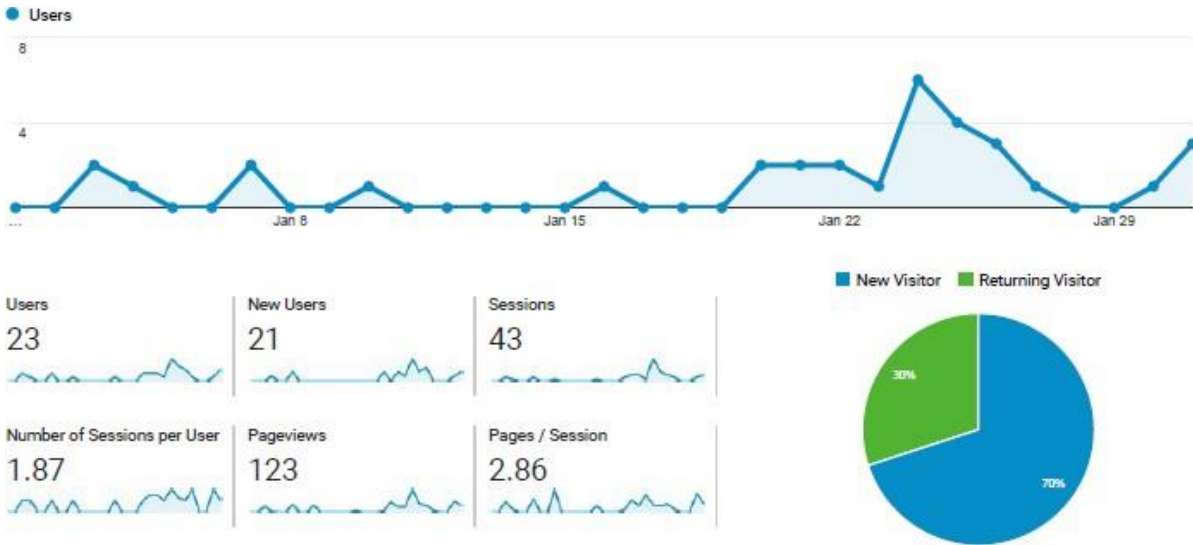 Users
8
4
...
Jan 8
Jan 15
Jan 22
Jan 29
New Visitor
Returning Visitor
Users
23
New Users
21
Sessions
43
Number of Sessions per User
1.87
Pageviews
123
Pages / Session
2.86
30%
70%